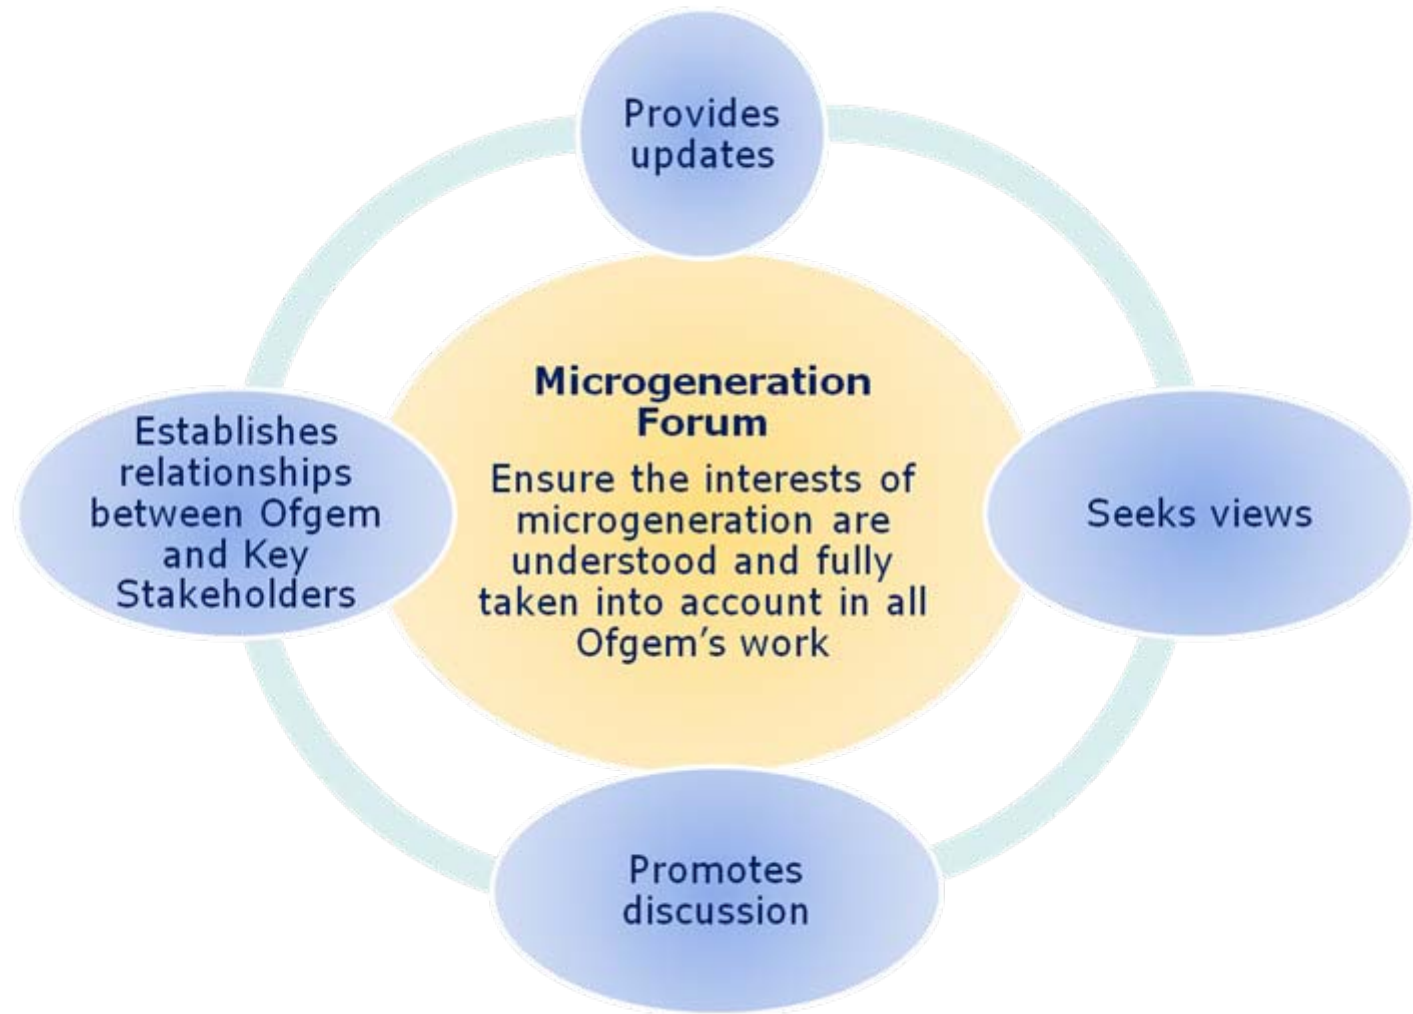 Provides
updates
Microgeneration
Forum
Ensure the interests of
microgeneration are
understood and fully
taken into account in all
Ofgem’s work
Establishes
relationships
between Ofgem
and Key
Stakeholders
Seeks views
Promotes
discussion